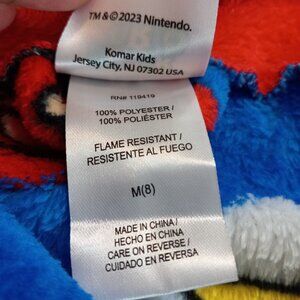 TM & © 2023 Nintendo.
Komar Kids
Jersey City, NJ 07302 USA
RN# 119419
100% POLYESTER /
100% POLIÉSTER
FLAME RESISTANT /
RESISTENTE AL FUEGO
M(8)
MADE IN CHINA /
HECHO EN CHINA
CARE ON REVERSE /
CUIDADO EN REVERSA